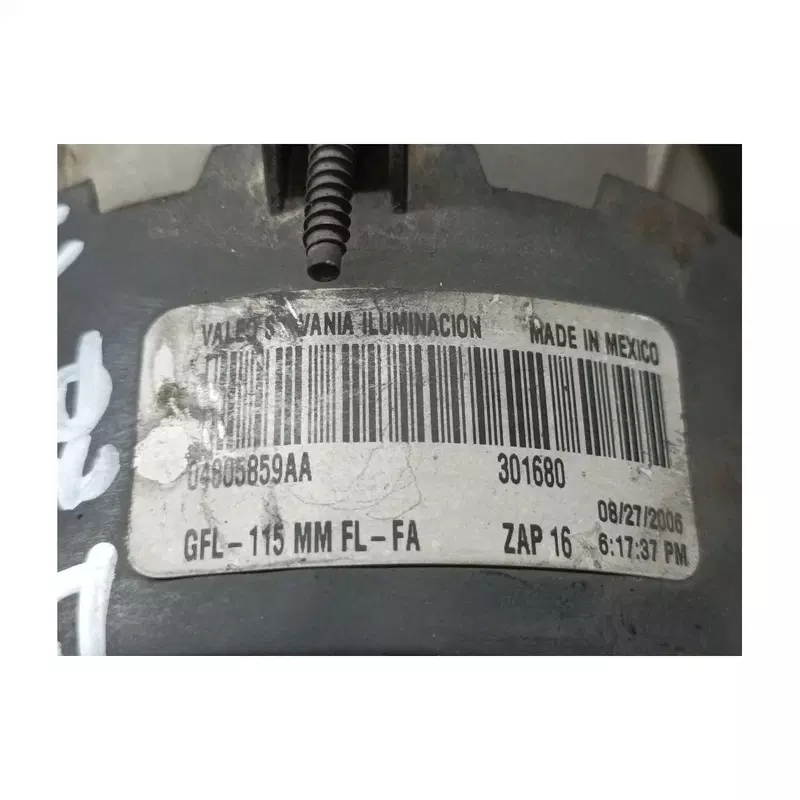 VALEO SYLVANIA ILUMINACION MADE IN MEXICO
04805859AA 301680
08/27/2006
GFL-115 MM FL-FA ZAP 16 6:17:37 PM